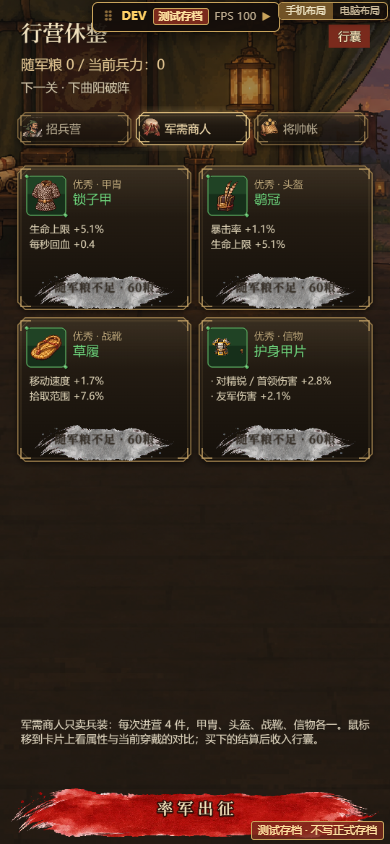 DEV 测试存档 FPS 100
手机布局 电脑布局
行营休整
行囊
随军粮 0 / 当前兵力: 0
下一关 · 下曲阳破阵
招兵营 军需商人 将帅帐
优秀 · 甲胄
锁子甲
生命上限 +5.1%
每秒回血 +0.4
随军粮不足 · 60粮
优秀 · 头盔
鹖冠
暴击率 +1.1%
生命上限 +5.1%
随军粮不足 · 60粮
优秀 · 战靴
草履
移动速度 +1.7%
拾取范围 +7.6%
随军粮不足 · 60粮
优秀 · 信物
护身甲片
· 对精锐 / 首领伤害 +2.8%
· 友军伤害 +2.1%
随军粮不足 · 60粮
军需商人只卖兵装：每次进营 4 件，甲胄、头盔、战靴、信物各一。鼠标
移到卡片上看属性与当前穿戴的对比；买下的结算后收入行囊。
率军出征
测试存档 · 不写正式存档